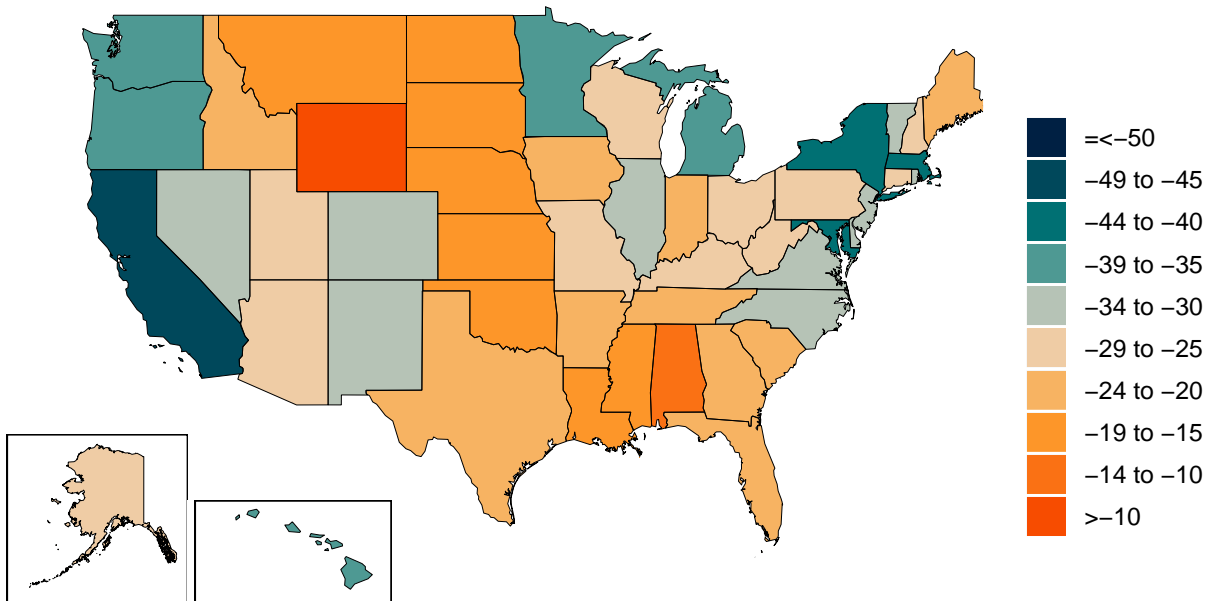 =<−50
−49 to −45
−44 to −40
−39 to −35
−34 to −30
−29 to −25
−24 to −20
−19 to −15
−14 to −10
>−10